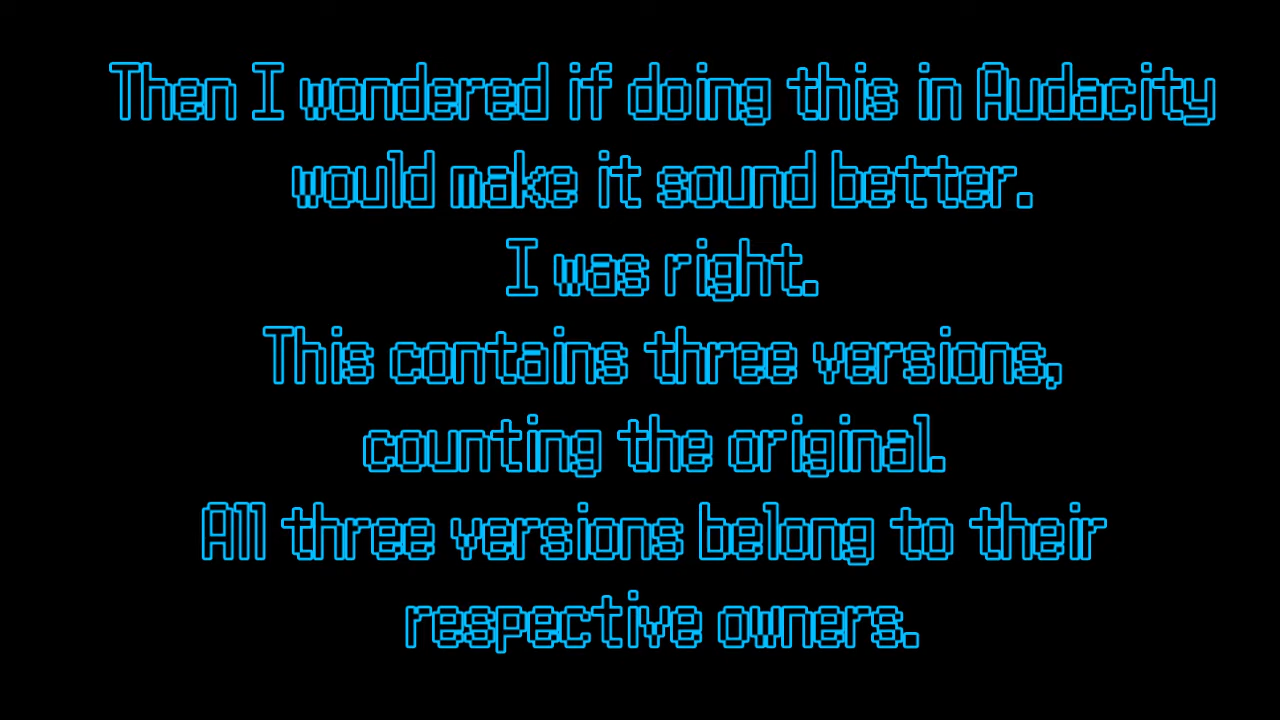 Then I wondered if doing this in Audacity
would make it sound better.
I was right.
This contains three versions,
counting the original.
All three versions belong to their
respective owners.